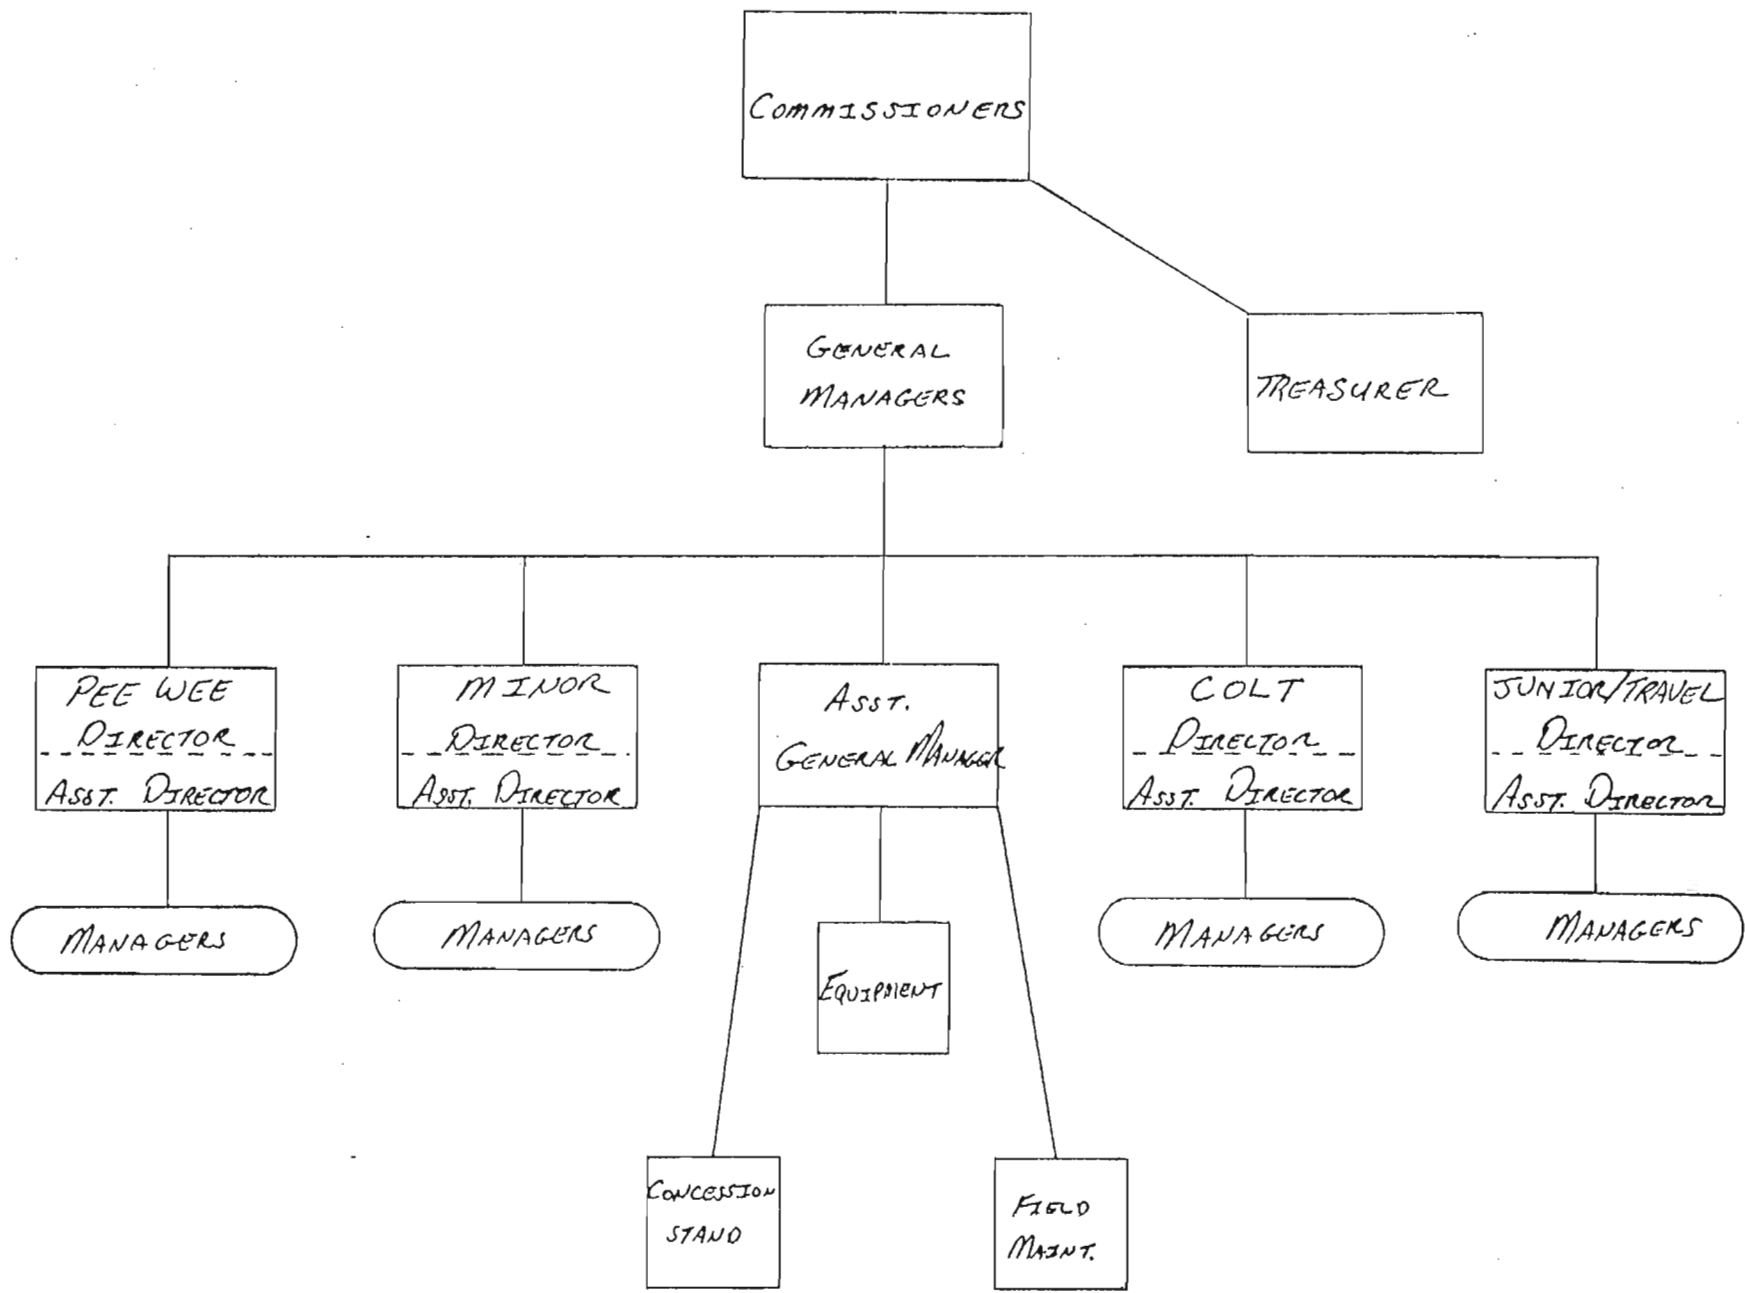 COMMISSIONERS
GENERAL
MANAGERS
TREASURER
PEE WEE
DIRECTOR
ASST. DIRECTOR
MINOR
DIRECTOR
ASST. DIRECTOR
ASST.
GENERAL MANAGER
COLT
DIRECTOR
ASST. DIRECTOR
JUNIOR/TRAVEL
DIRECTOR
ASST. DIRECTOR
MANAGERS
MANAGERS
MANAGERS
MANAGERS
EQUIPMENT
CONCESSION
STAND
FIELD
MAINT.